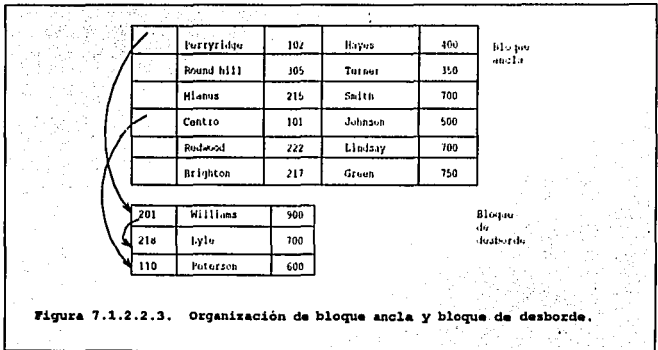 Perryridge 102 Hayes 400
Bloque
ancla
Round hill 305 Turner 350
Mianus 215 Smith 700
Centro 101 Johnson 500
Redwood 222 Lindsay 700
Brighton 217 Green 750
201 Williams 900
Bloque
de
desborde
218 Lyle 700
110 Peterson 600
Figura 7.1.2.2.3. Organización de bloque ancla y bloque de desborde.